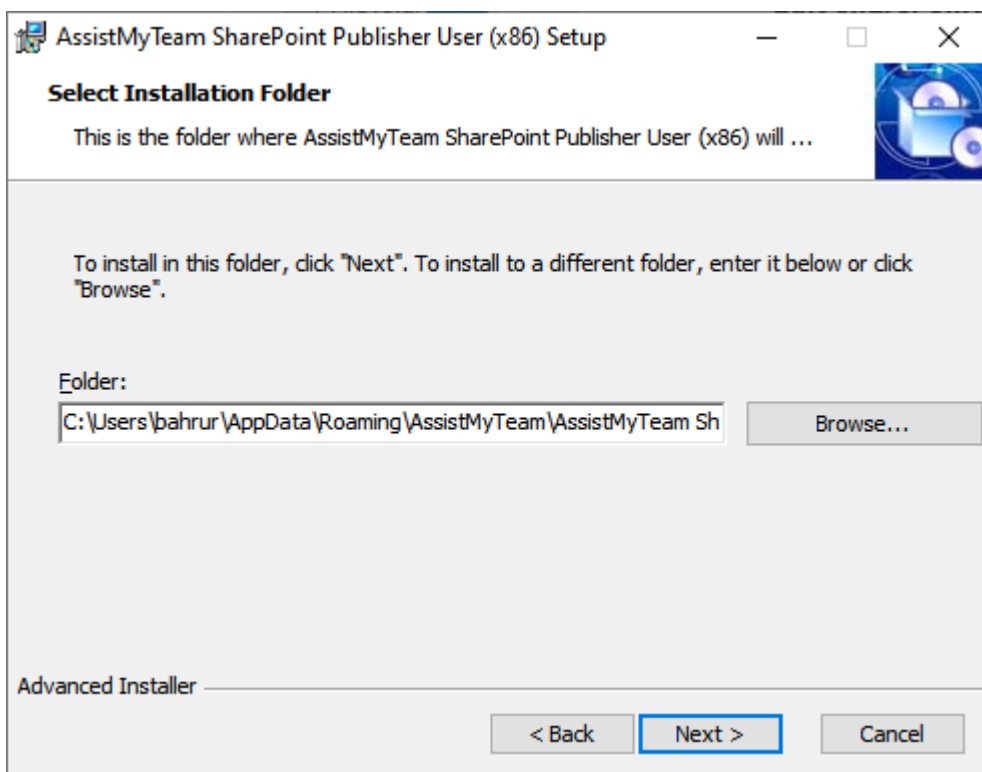 AssistMyTeam SharePoint Publisher User (x86) Setup
Select Installation Folder
This is the folder where AssistMyTeam SharePoint Publisher User (x86) will ...
To install in this folder, click "Next". To install to a different folder, enter it below or click
"Browse".
Folder:
C:\Users\bahrur\AppData\Roaming\AssistMyTeam\AssistMyTeam Sh
Browse...
Advanced Installer
< Back
Next >
Cancel